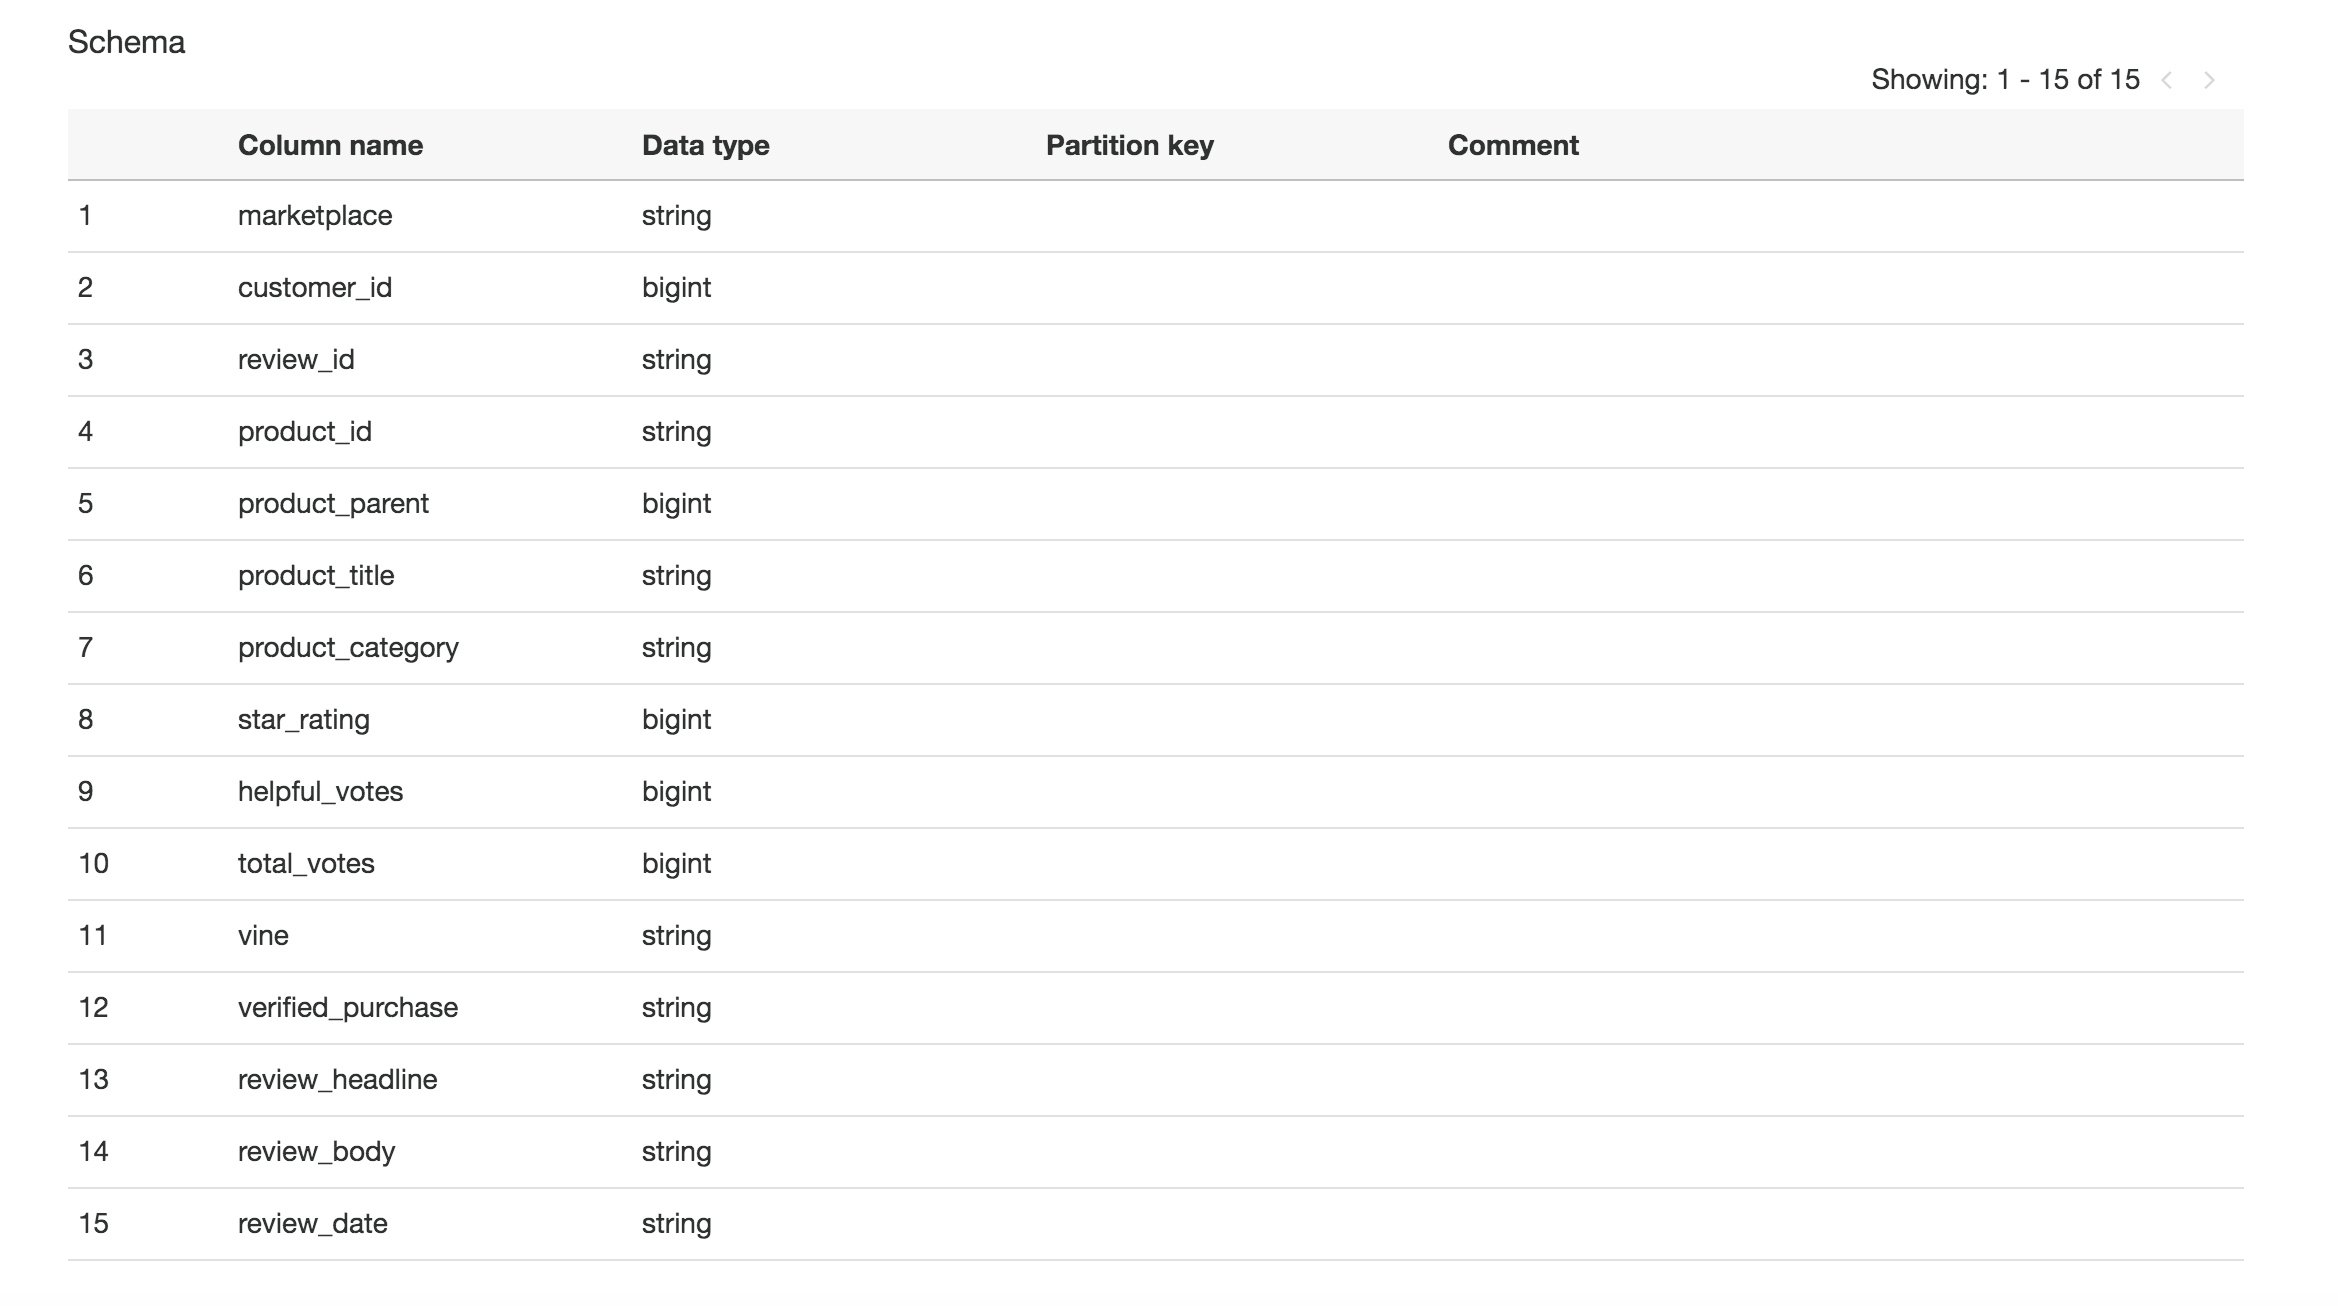 Schema
Showing: 1 - 15 of 15
Column name Data type Partition key Comment
1 marketplace string
2 customer_id bigint
3 review_id string
4 product_id string
5 product_parent bigint
6 product_title string
7 product_category string
8 star_rating bigint
9 helpful_votes bigint
10 total_votes bigint
11 vine string
12 verified_purchase string
13 review_headline string
14 review_body string
15 review_date string